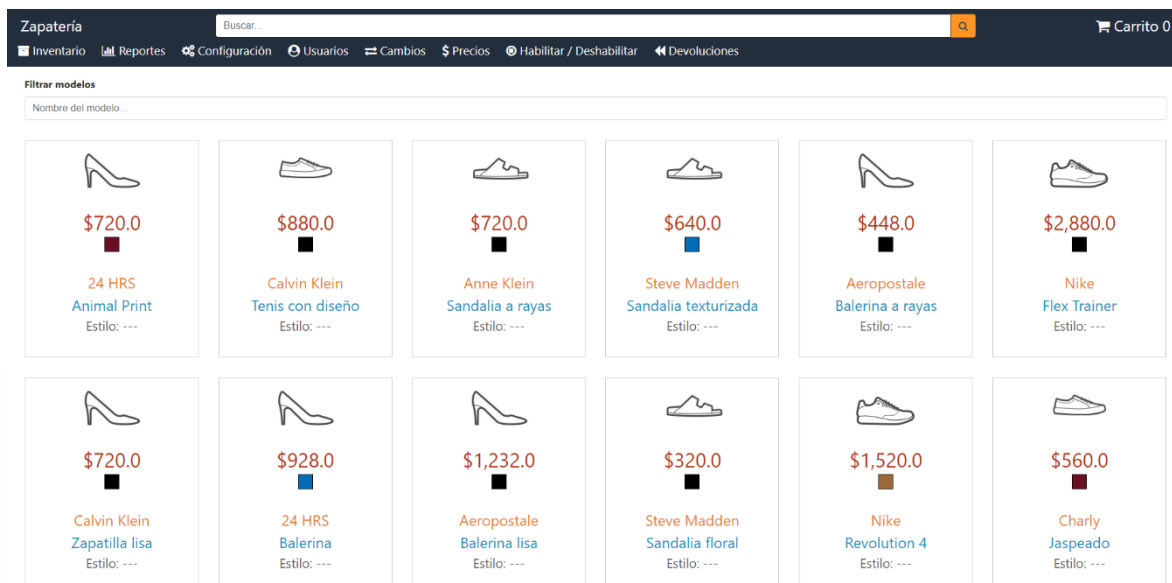 Zapatería
Buscar...
Carrito 0
Inventario Reportes Configuración Usuarios Cambios $ Precios Habilitar / Deshabilitar Devoluciones
Filtrar modelos
Nombre del modelo...
$720.0 $880.0 $720.0 $640.0 $448.0 $2,880.0
24 HRS Calvin Klein Anne Klein Steve Madden Aeropostale Nike
Animal Print Tenis con diseño Sandalia a rayas Sandalia texturizada Balerina a rayas Flex Trainer
Estilo: --- Estilo: --- Estilo: --- Estilo: --- Estilo: --- Estilo: ---
$720.0 $928.0 $1,232.0 $320.0 $1,520.0 $560.0
Calvin Klein 24 HRS Aeropostale Steve Madden Nike Charly
Zapatilla lisa Balerina Balerina lisa Sandalia floral Revolution 4 Jaspeado
Estilo: --- Estilo: --- Estilo: --- Estilo: --- Estilo: --- Estilo: ---